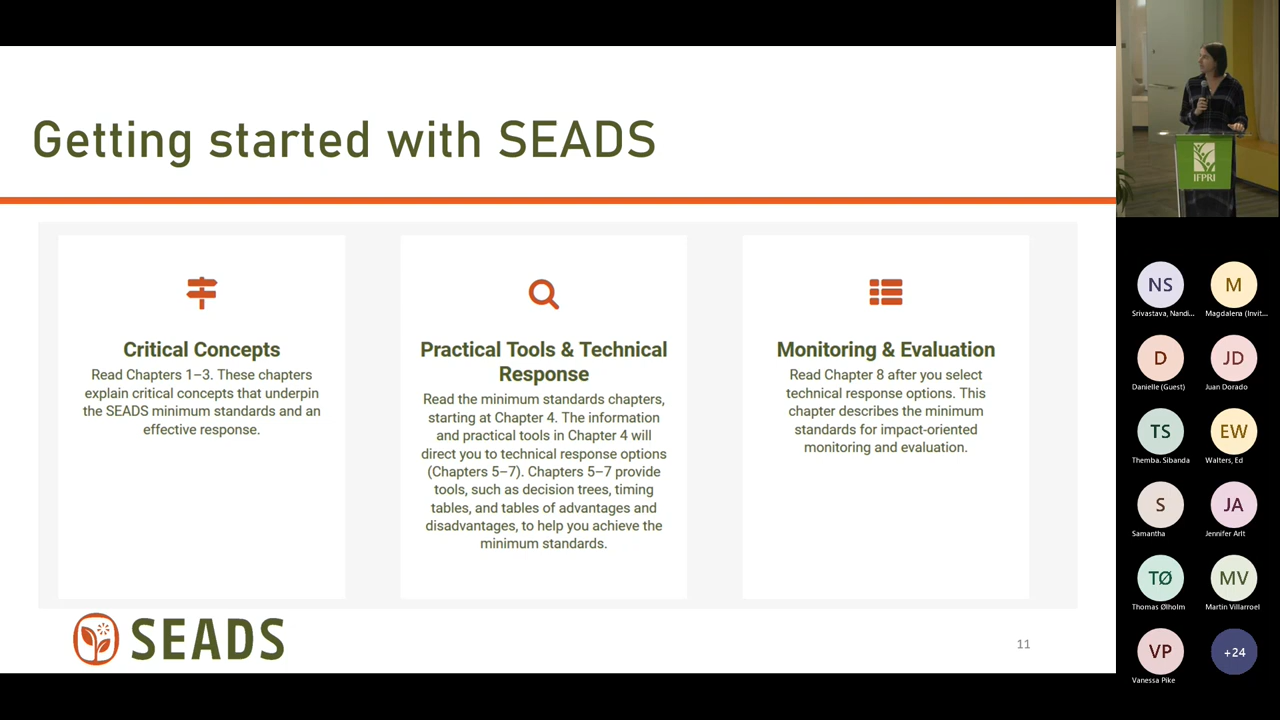 Getting started with SEADS
Critical Concepts
Read Chapters 1–3. These chapters
explain critical concepts that underpin
the SEADS minimum standards and an
effective response.
Practical Tools & Technical
Response
Read the minimum standards chapters,
starting at Chapter 4. The information
and practical tools in Chapter 4 will
direct you to technical response options
(Chapters 5–7). Chapters 5–7 provide
tools, such as decision trees, timing
tables, and tables of advantages and
disadvantages, to help you achieve the
minimum standards.
Monitoring & Evaluation
Read Chapter 8 after you select
technical response options. This
chapter describes the minimum
standards for impact-oriented
monitoring and evaluation.
SEADS
11
IFPRI
NS
Srivastava, Nandi...
M
Magdalena (Invit...
D
Danielle (Guest)
JD
Juan Dorado
TS
Themba. Sibanda
EW
Walters, Ed
S
Samantha
JA
Jennifer Arlt
TØ
Thomas Ølholm
MV
Martin Villarroel
VP
Vanessa Pike
+24